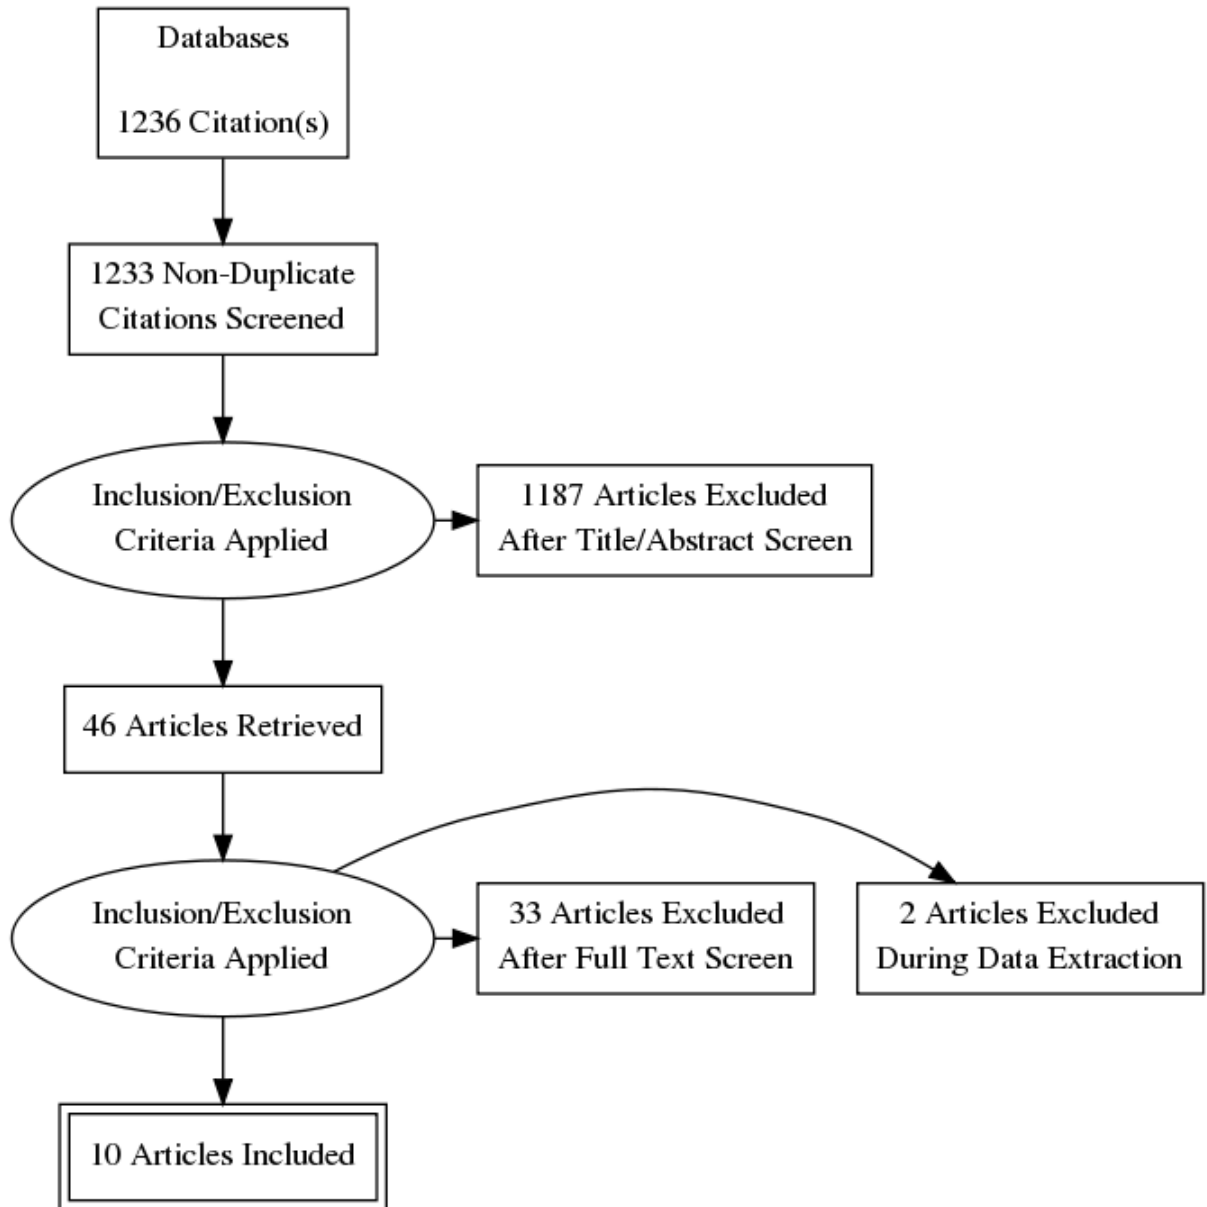 Databases
1236 Citation(s)
1233 Non-Duplicate
Citations Screened
Inclusion/Exclusion
Criteria Applied
1187 Articles Excluded
After Title/Abstract Screen
46 Articles Retrieved
Inclusion/Exclusion
Criteria Applied
33 Articles Excluded
After Full Text Screen
2 Articles Excluded
During Data Extraction
10 Articles Included